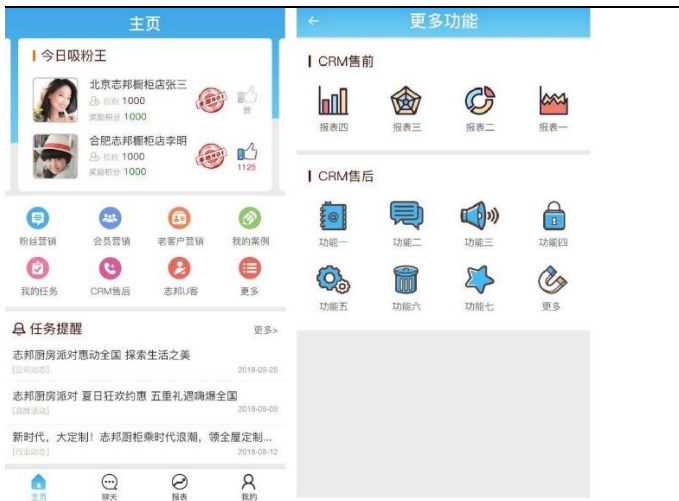 主页
今日吸粉王
北京志邦橱柜店张三
拉粉 1000
奖励积分 1000
赞
合肥志邦橱柜店李明
拉粉 1000
奖励积分 1000
1125
粉丝营销
会员营销
老客户营销
我的案例
我的任务
CRM售后
志邦U客
更多
任务提醒
更多>
志邦厨房派对惠动全国 探索生活之美
[公司动态]
2018-09-25
志邦厨房派对 夏日狂欢约惠 五重礼遇嗨爆全国
[品牌活动]
2018-09-09
新时代，大定制！志邦厨柜乘时代浪潮，领全屋定制...
[行业动态]
2018-08-12
主页
聊天
报表
我的
更多功能
CRM售前
报表四
报表三
报表二
报表一
CRM售后
功能一
功能二
功能三
功能四
功能五
功能六
功能七
更多